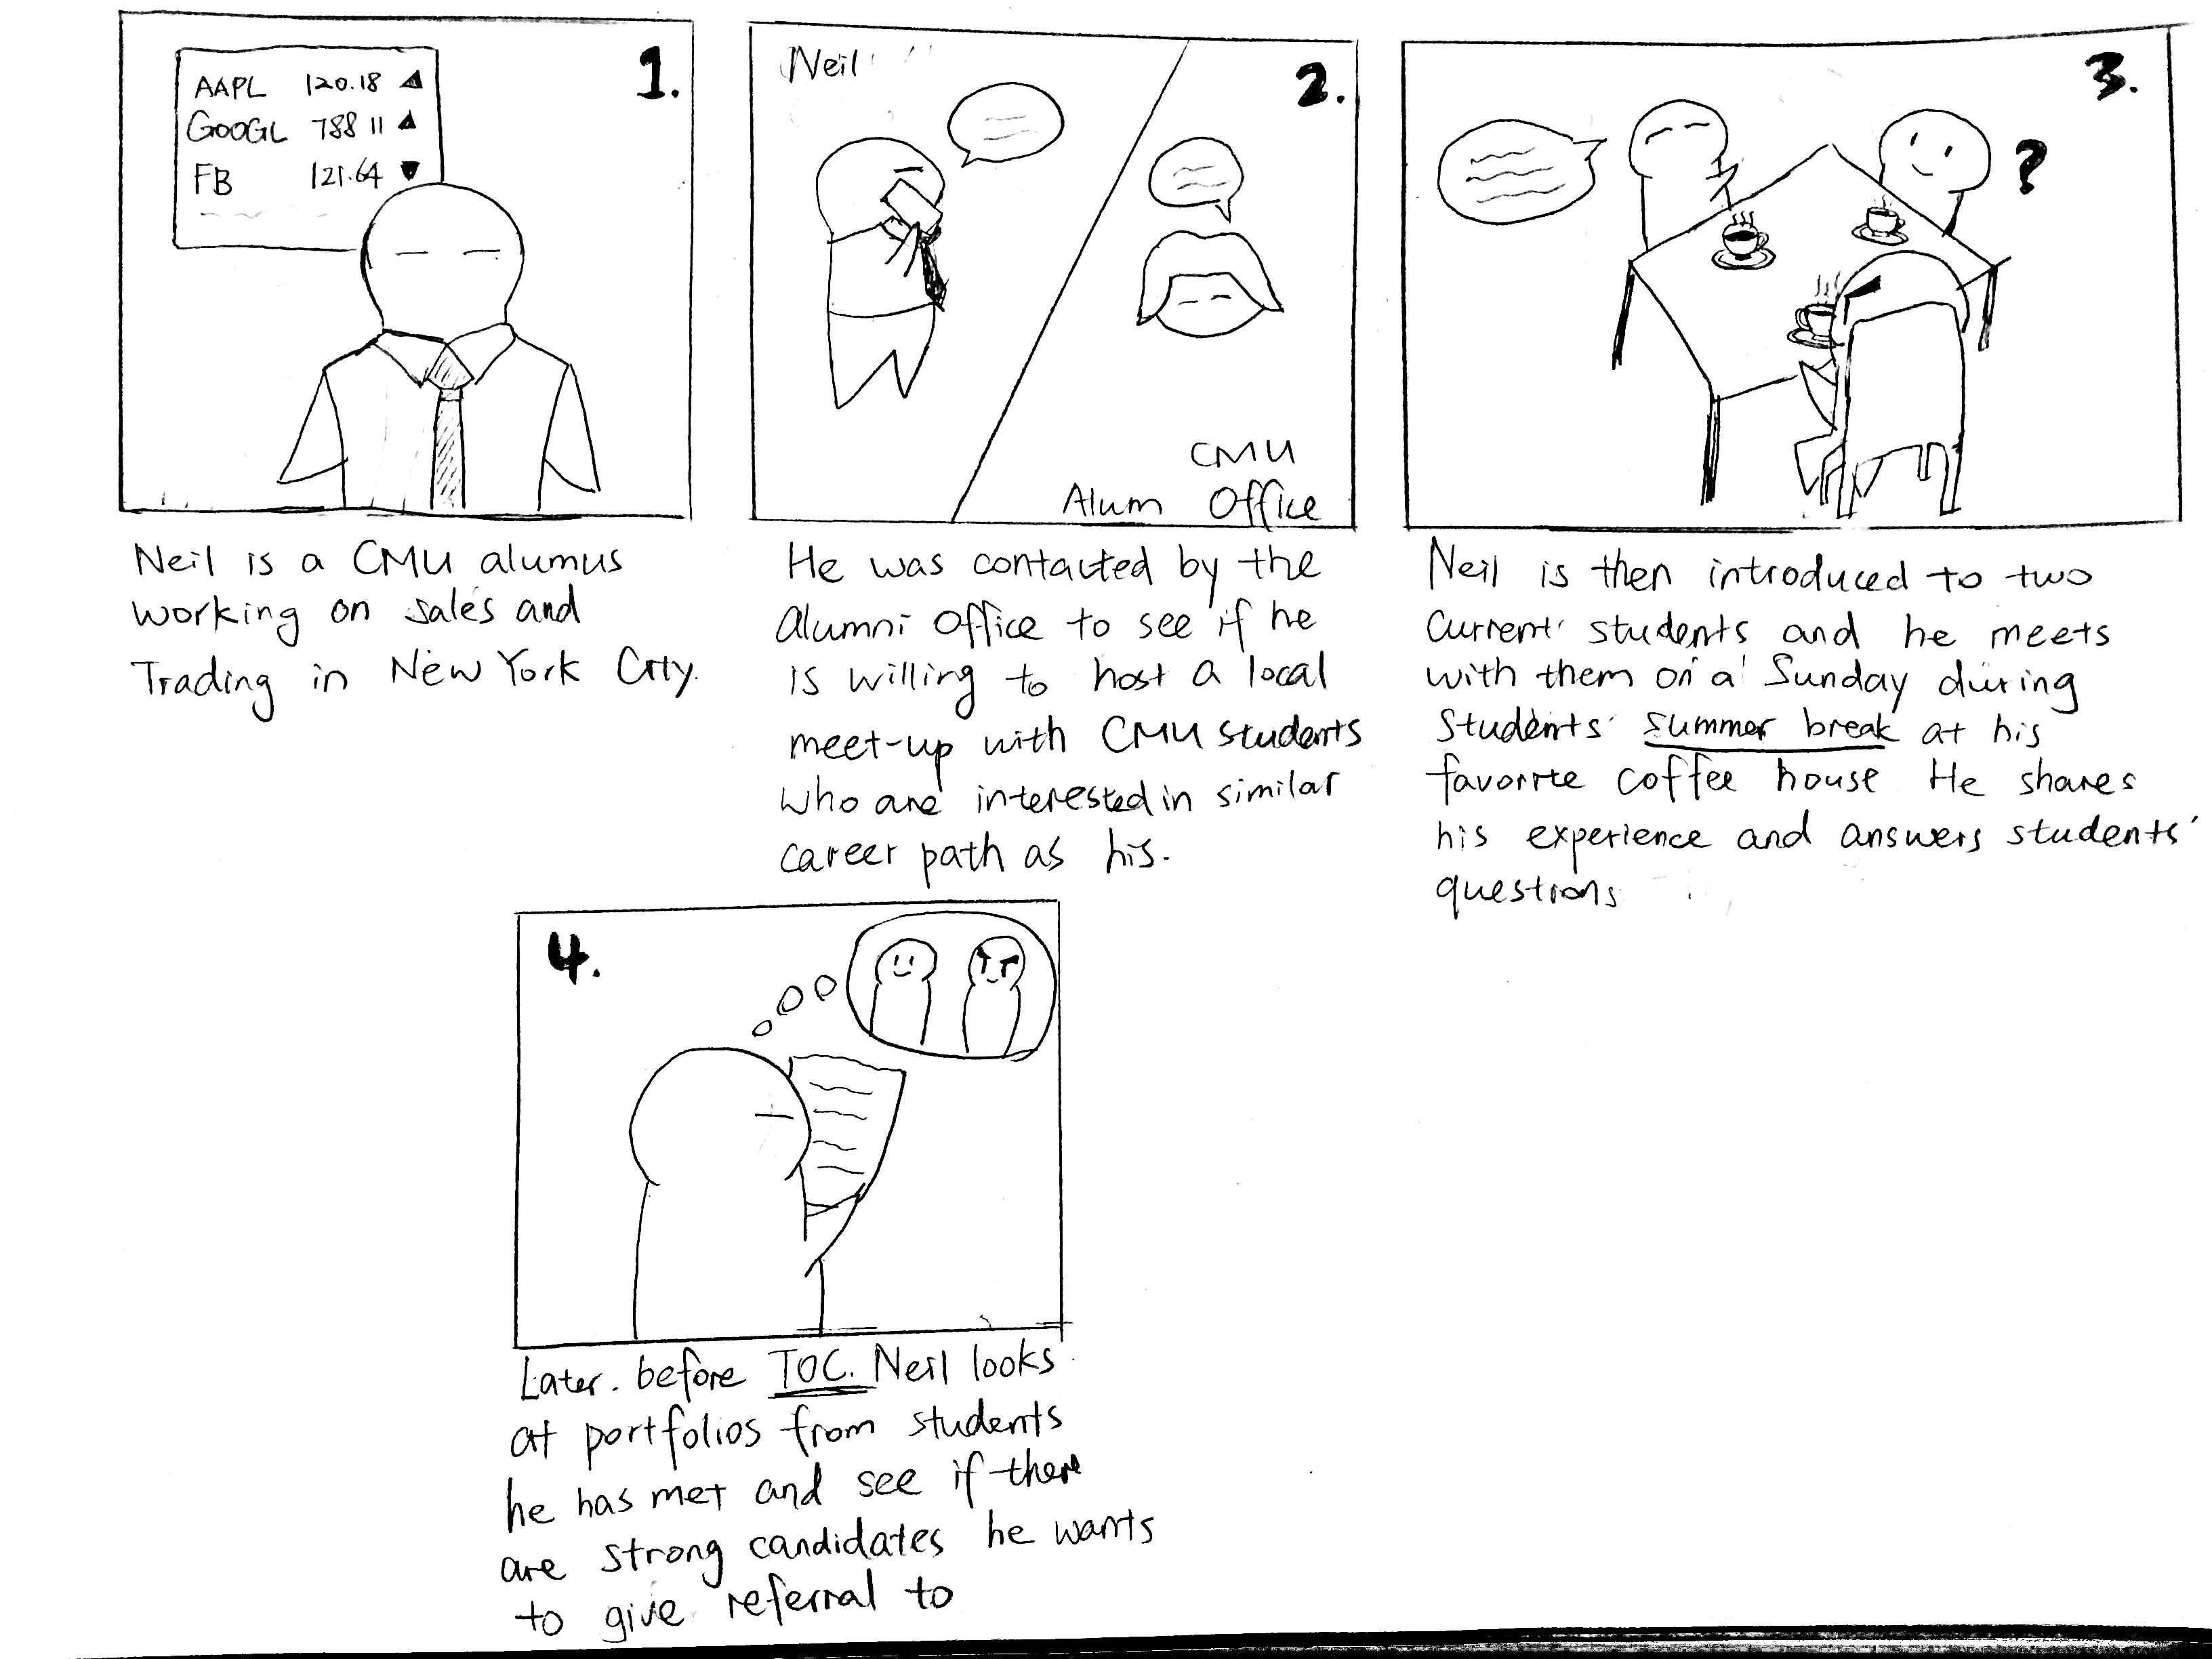 1.
AAPL 120.18 ▲
GOOGL 788 11 ▲
FB 121.64 ▼
Neil is a CMU alumus
working on sales and
Trading in New York City.
Neil
2.
CMU
Alum Office
He was contacted by the
Alumni Office to see if he
is willing to host a local
meet-up with CMU students
who are interested in similar
career path as his.
3.
?
Neil is then introduced to two
current students and he meets
with them on a Sunday during
Students' summer break at his
favorite coffee house He shares
his experience and answers students'
questions
4.
Later. before TOC. Neil looks
at portfolios from students
he has met and see if there
are strong candidates he wants
to give referral to